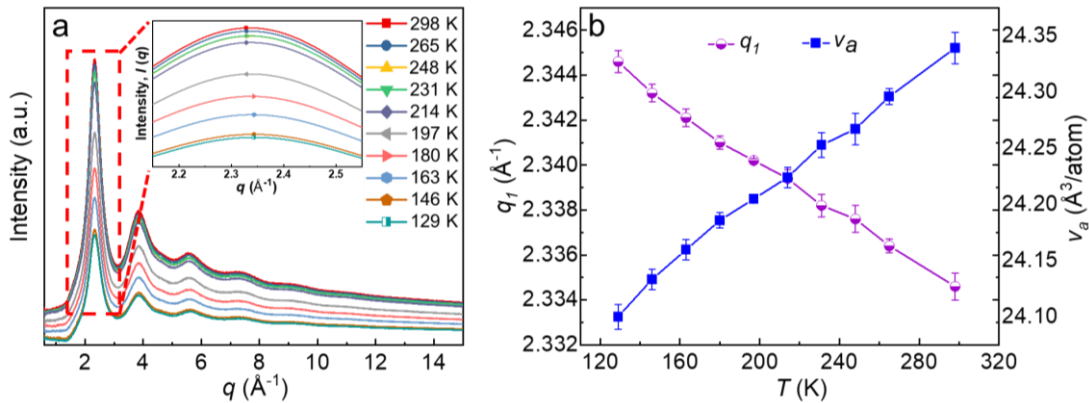 a
Intensity (a.u.)
q (Å⁻¹)
2 4 6 8 10 12 14
Intensity, I (q)
q (Å⁻¹)
2.2 2.3 2.4 2.5
298 K
265 K
248 K
231 K
214 K
197 K
180 K
163 K
146 K
129 K
b
q₁
vₐ
q₁ (Å⁻¹)
2.346
2.344
2.342
2.340
2.338
2.336
2.334
2.332
24.35
24.30
24.25
24.20
24.15
24.10
vₐ (Å³/atom)
120 160 200 240 280 320
T (K)